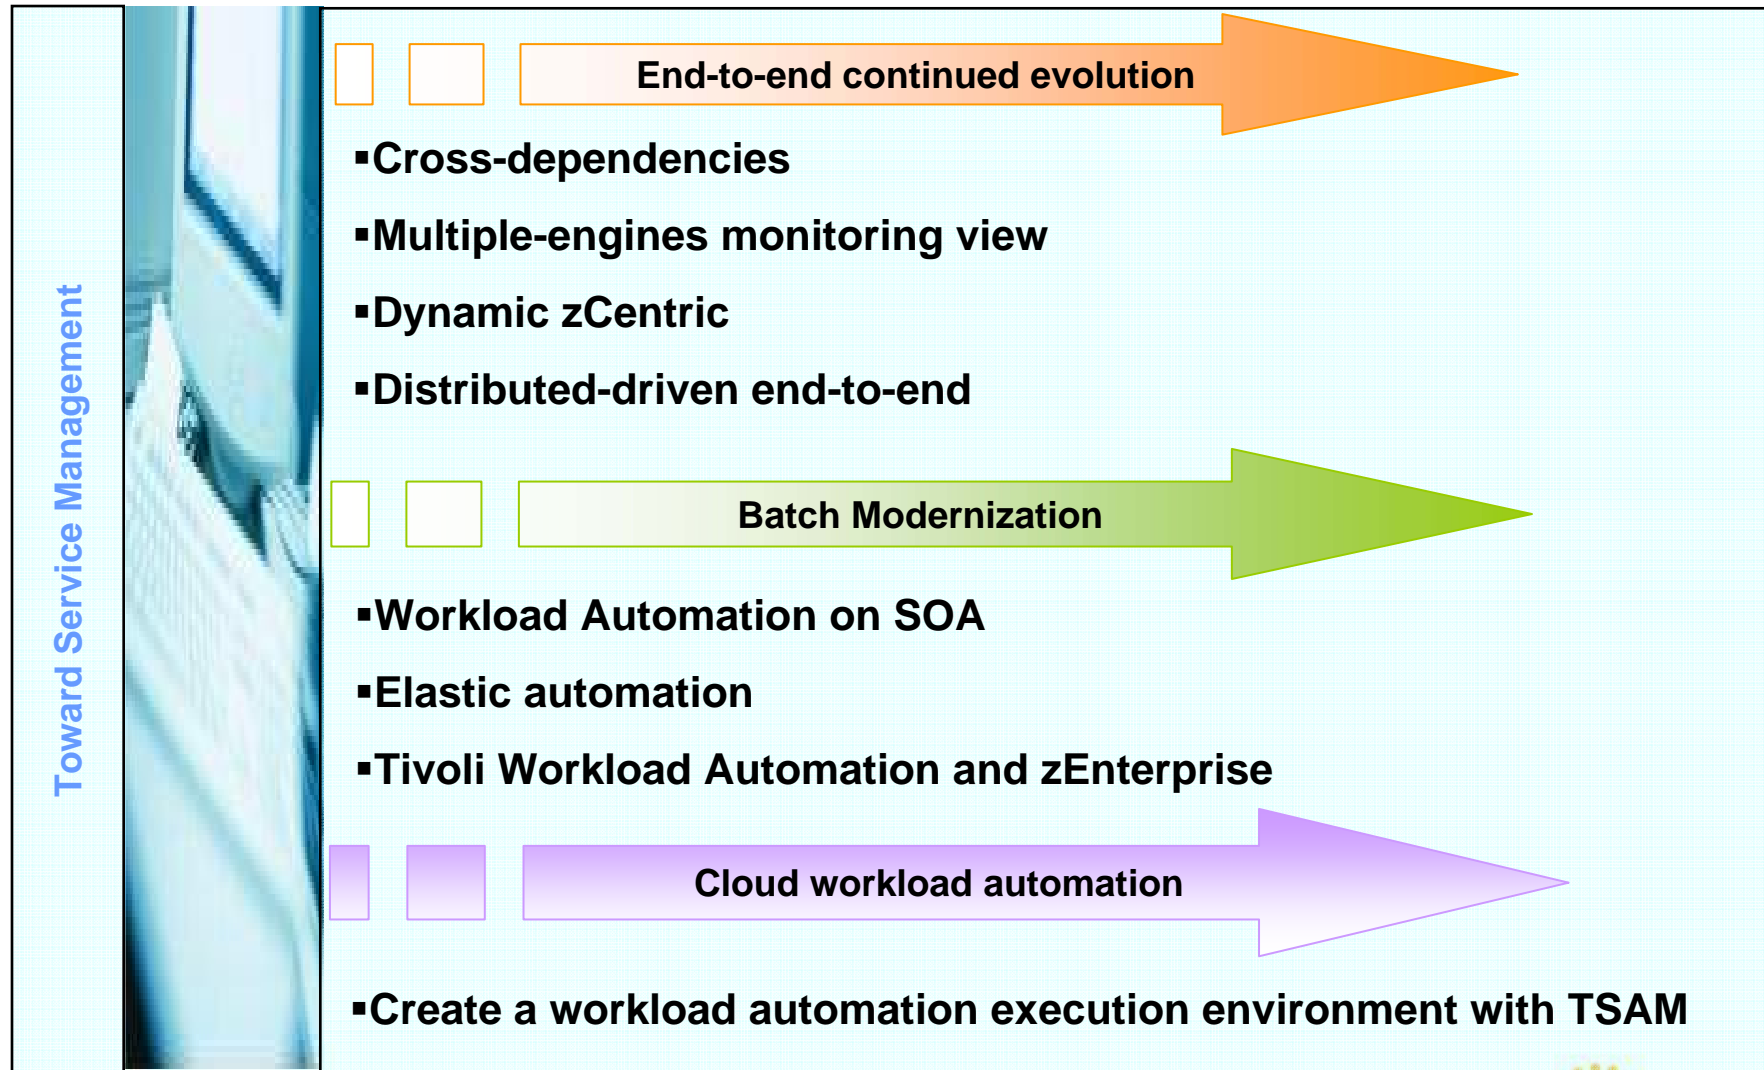 Toward Service Management
End-to-end continued evolution
▪Cross-dependencies
▪Multiple-engines monitoring view
▪Dynamic zCentric
▪Distributed-driven end-to-end
Batch Modernization
▪Workload Automation on SOA
▪Elastic automation
▪Tivoli Workload Automation and zEnterprise
Cloud workload automation
▪Create a workload automation execution environment with TSAM